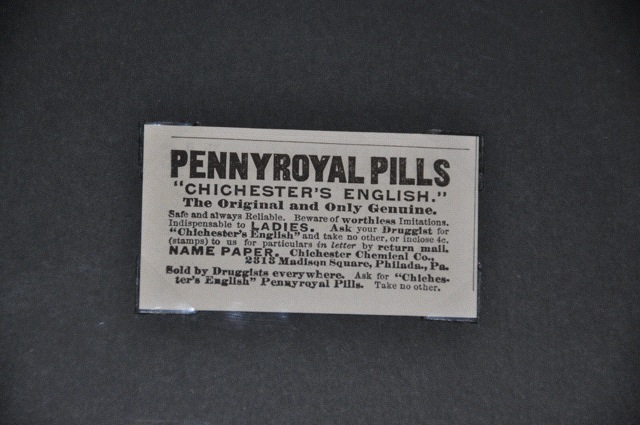 PENNYROYAL PILLS
"CHICHESTER'S ENGLISH."
The Original and Only Genuine.
Safe and always Reliable. Beware of worthless Imitations.
Indispensable to LADIES. Ask your Druggist for
"Chichester's English" and take no other, or inclose 4c.
(stamps) to us for particulars in letter by return mail.
NAME PAPER. Chichester Chemical Co.,
2313 Madison Square, Philada, Pa.
Sold by Druggists everywhere. Ask for "Chiches-
ter's English" Pennyroyal Pills. Take no other.